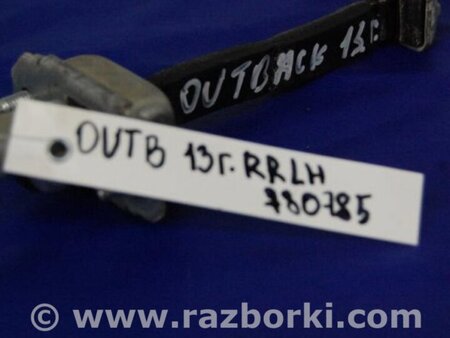 OUTBACK 13г.
OUTB 13г. RRLH
780785
© www.razborki.com